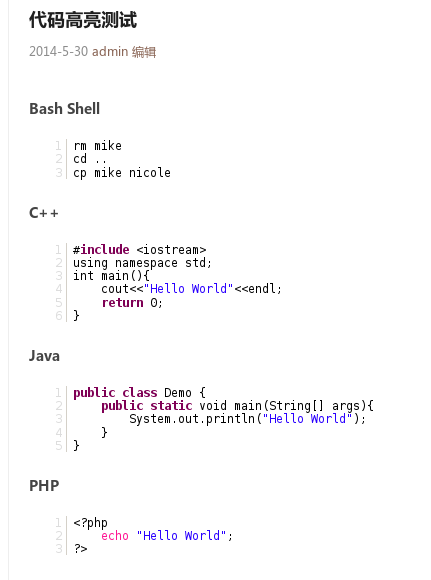 代码高亮测试
2014-5-30 admin 编辑
Bash Shell
1 rm mike
2 cd ..
3 cp mike nicole
C++
1 #include <iostream>
2 using namespace std;
3 int main(){
4     cout<<"Hello World"<<endl;
5     return 0;
6 }
Java
1 public class Demo {
2     public static void main(String[] args){
3         System.out.println("Hello World");
4     }
5 }
PHP
1 <?php
2     echo "Hello World";
3 ?>